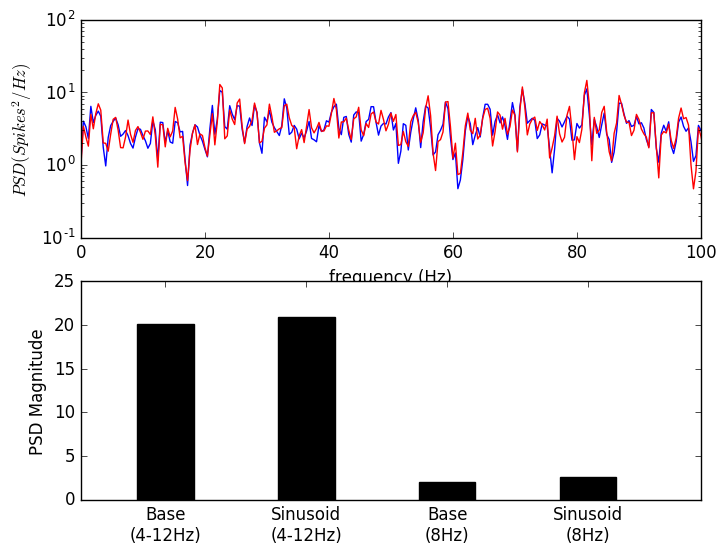 10^2
10^1
10^0
10^-1
PSD(Spikes^2/Hz)
0 20 40 60 80 100
frequency (Hz)
25
20
15
10
5
0
PSD Magnitude
Base Sinusoid Base Sinusoid
(4-12Hz) (4-12Hz) (8Hz) (8Hz)